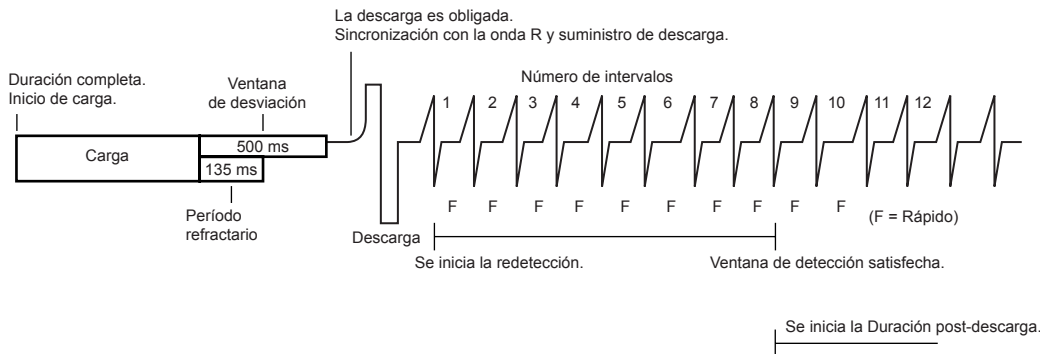 La descarga es obligada.
Sincronización con la onda R y suministro de descarga.
Duración completa.
Inicio de carga.
Ventana
de desviación
Número de intervalos
1 2 3 4 5 6 7 8 9 10 11 12
Carga
500 ms
135 ms
Período
refractario
Descarga
F F F F F F F F F F
(F = Rápido)
Se inicia la redetección.
Ventana de detección satisfecha.
Se inicia la Duración post-descarga.